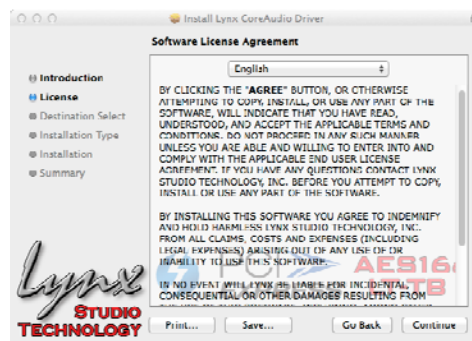 Install Lynx CoreAudio Driver
Software License Agreement
English
Introduction
License
Destination Select
Installation Type
Installation
Summary
BY CLICKING THE "AGREE" BUTTON, OR OTHERWISE
ATTEMPTING TO COPY, INSTALL, OR USE ANY PART OF THE
SOFTWARE, WILL INDICATE THAT YOU HAVE READ,
UNDERSTOOD, AND ACCEPT THE APPLICABLE TERMS AND
CONDITIONS. DO NOT PROCEED IN ANY SUCH MANNER
UNLESS YOU ARE ABLE AND WILLING TO ENTER INTO AND
COMPLY WITH THE APPLICABLE END USER LICENSE
AGREEMENT. IF YOU HAVE ANY QUESTIONS CONTACT LYNX
STUDIO TECHNOLOGY, INC. BEFORE YOU ATTEMPT TO COPY,
INSTALL OR USE ANY PART OF THE SOFTWARE.
BY INSTALLING THIS SOFTWARE YOU AGREE TO INDEMNIFY
AND HOLD HARMLESS LYNX STUDIO TECHNOLOGY, INC.
FROM ALL CLAIMS, COSTS AND EXPENSES (INCLUDING
LEGAL EXPENSES) ARISING OUT OF ANY USE OF OR
INABILITY TO USE THIS SOFTWARE.
IN NO EVENT WILL LYNX BE LIABLE FOR INCIDENTAL,
CONSEQUENTIAL OR OTHER DAMAGES RESULTING FROM
AES16
Lynx
STUDIO
TECHNOLOGY
Print...
Save...
Go Back
Continue